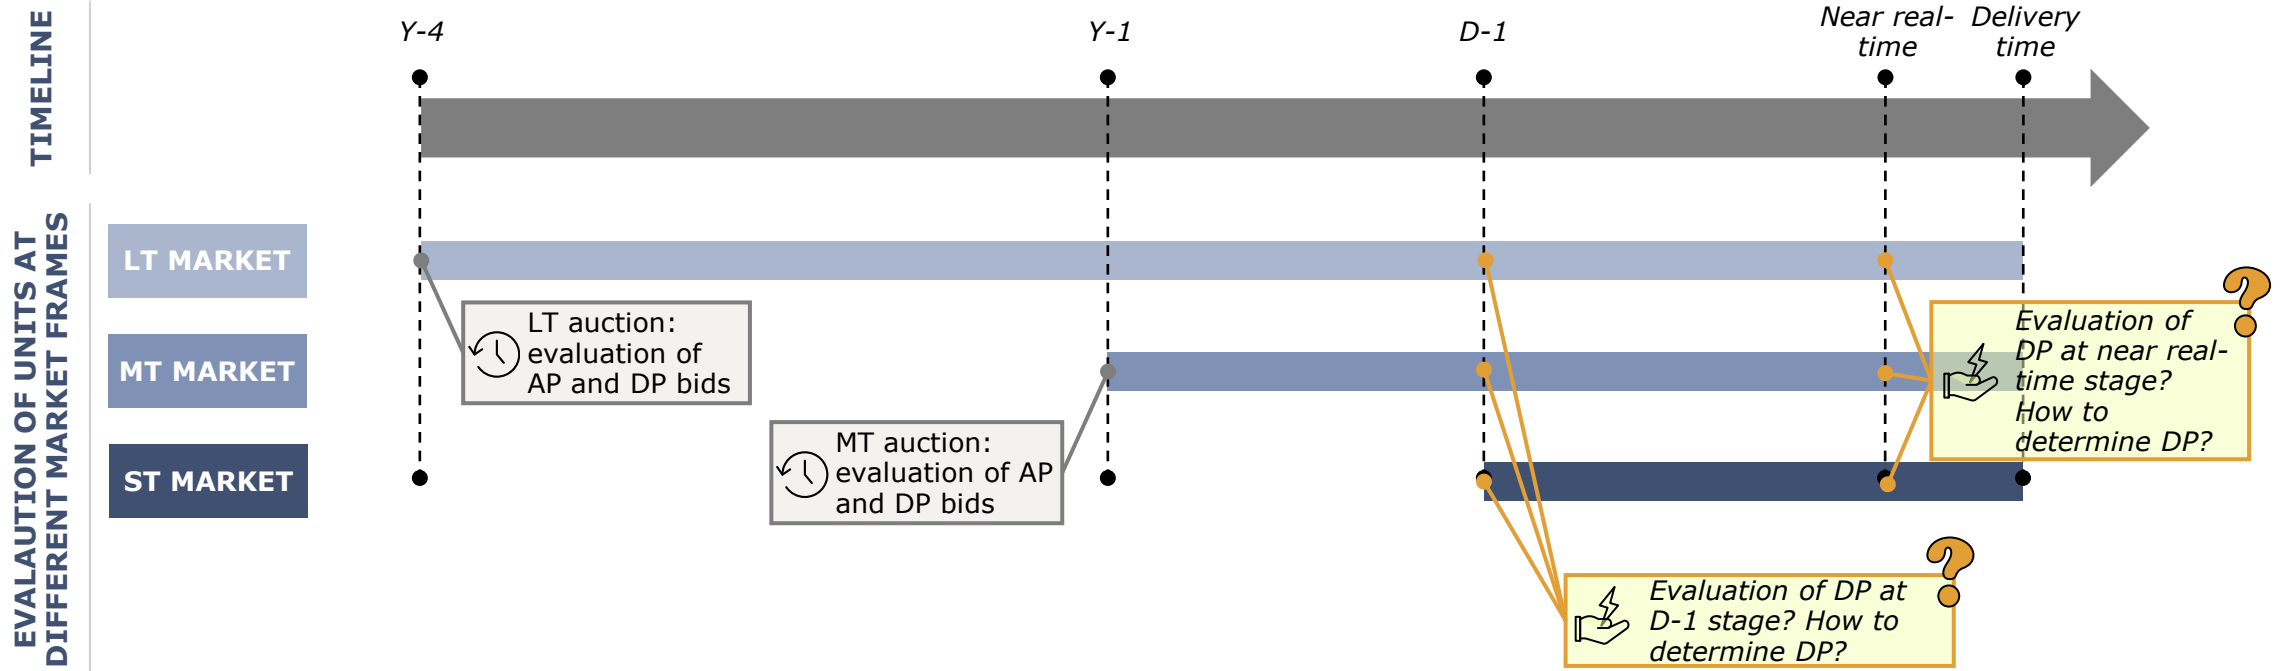 TIMELINE
Y-4
Y-1
D-1
Near real-
time
Delivery
time
EVALAUTION OF UNITS AT
DIFFERENT MARKET FRAMES
LT MARKET
LT auction:
evaluation of
AP and DP bids
MT MARKET
MT auction:
evaluation of AP
and DP bids
ST MARKET
Evaluation of
DP at near real-
time stage?
How to
determine DP?
?
Evaluation of DP at
D-1 stage? How to
determine DP?
?